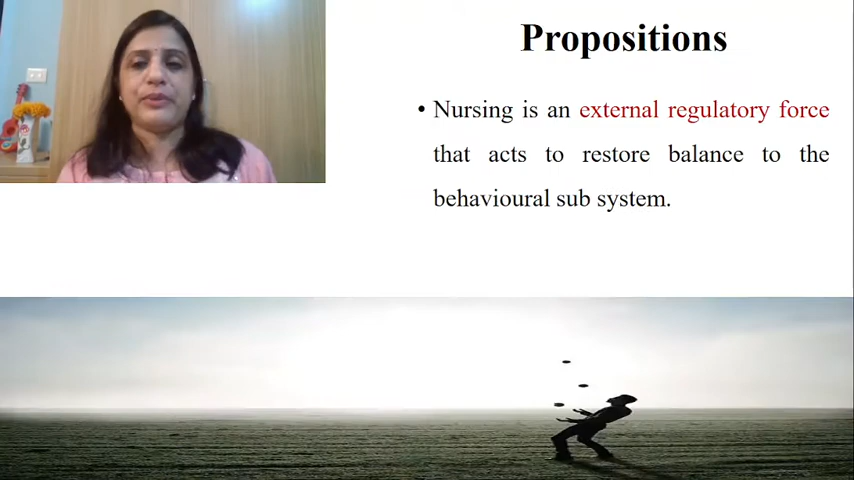 Propositions
• Nursing is an external regulatory force
that acts to restore balance to the
behavioural sub system.